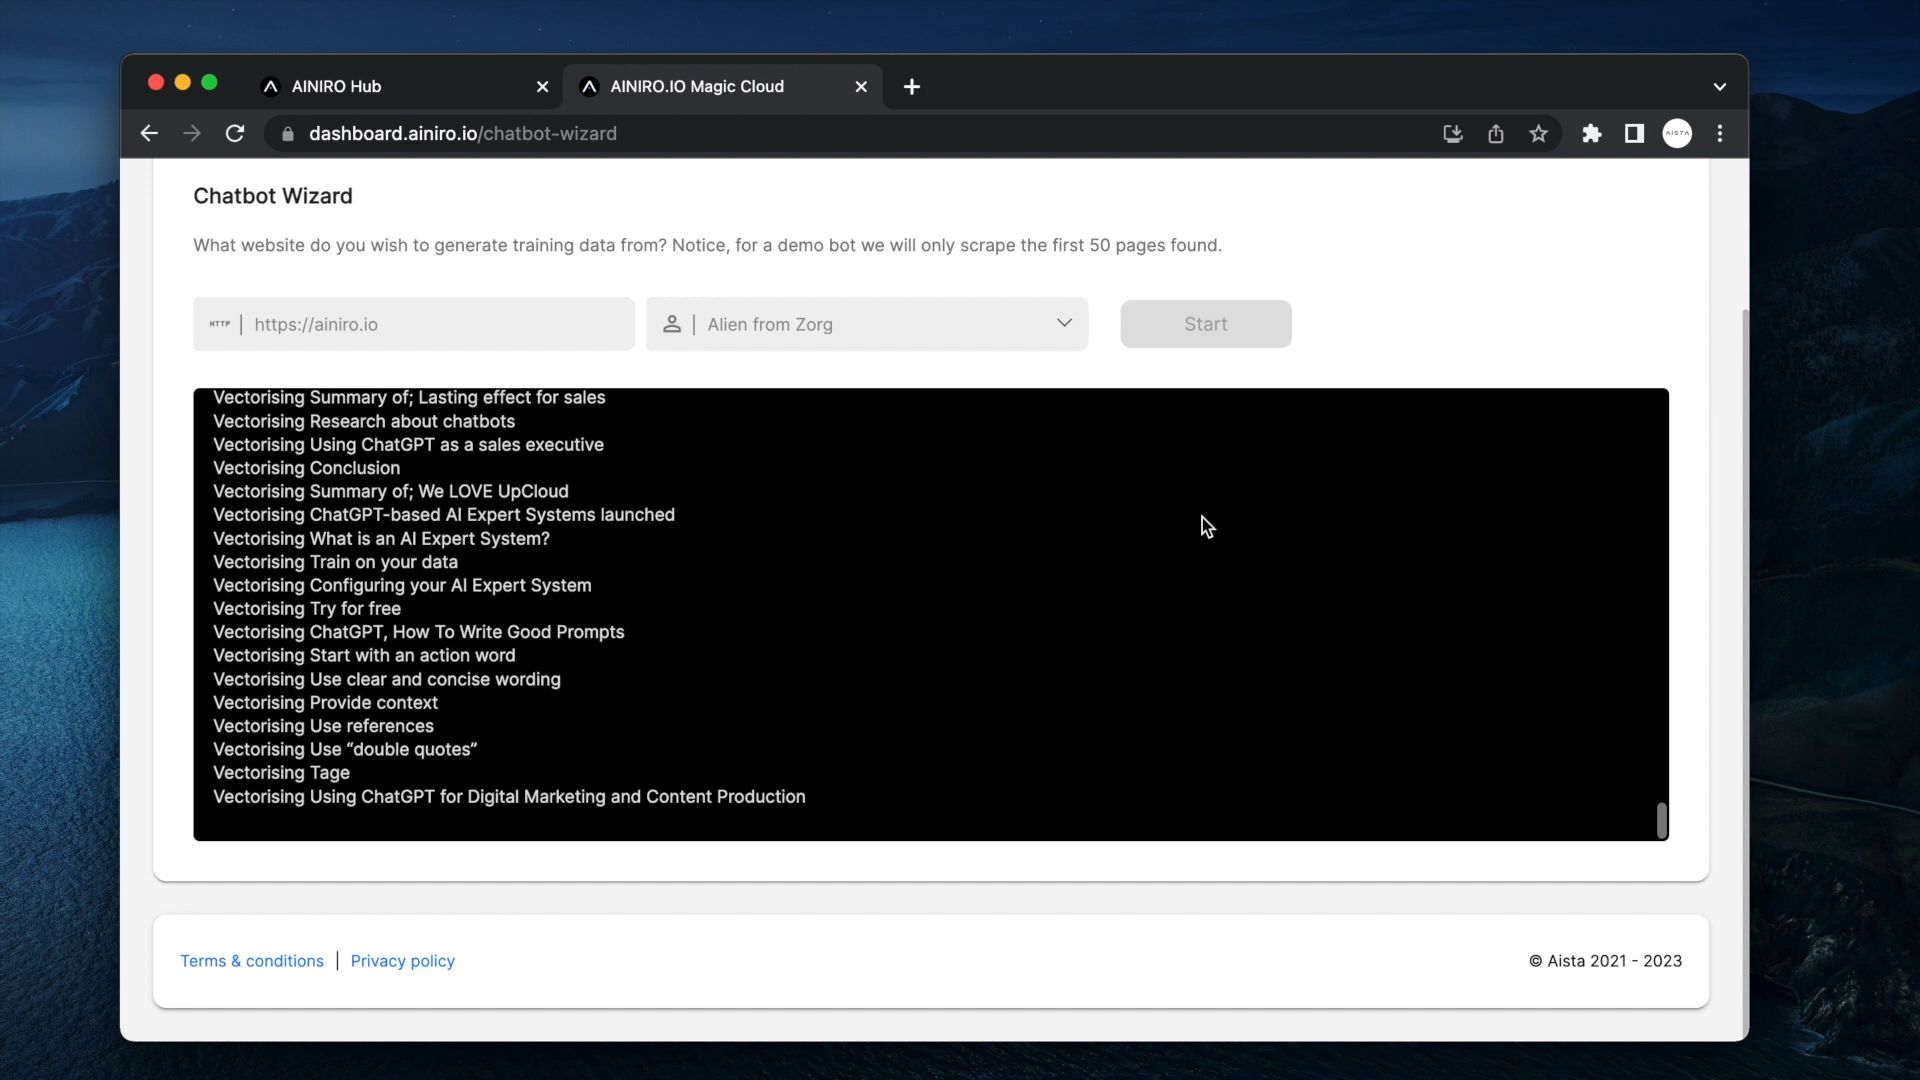 AINIRO Hub
AINIRO.IO Magic Cloud
dashboard.ainiro.io/chatbot-wizard
AISTA
Chatbot Wizard
What website do you wish to generate training data from? Notice, for a demo bot we will only scrape the first 50 pages found.
HTTP | https://ainiro.io
Alien from Zorg
Start
Vectorising Summary of; Lasting effect for sales
Vectorising Research about chatbots
Vectorising Using ChatGPT as a sales executive
Vectorising Conclusion
Vectorising Summary of; We LOVE UpCloud
Vectorising ChatGPT-based AI Expert Systems launched
Vectorising What is an AI Expert System?
Vectorising Train on your data
Vectorising Configuring your AI Expert System
Vectorising Try for free
Vectorising ChatGPT, How To Write Good Prompts
Vectorising Start with an action word
Vectorising Use clear and concise wording
Vectorising Provide context
Vectorising Use references
Vectorising Use “double quotes”
Vectorising Tage
Vectorising Using ChatGPT for Digital Marketing and Content Production
Terms & conditions | Privacy policy
© Aista 2021 - 2023